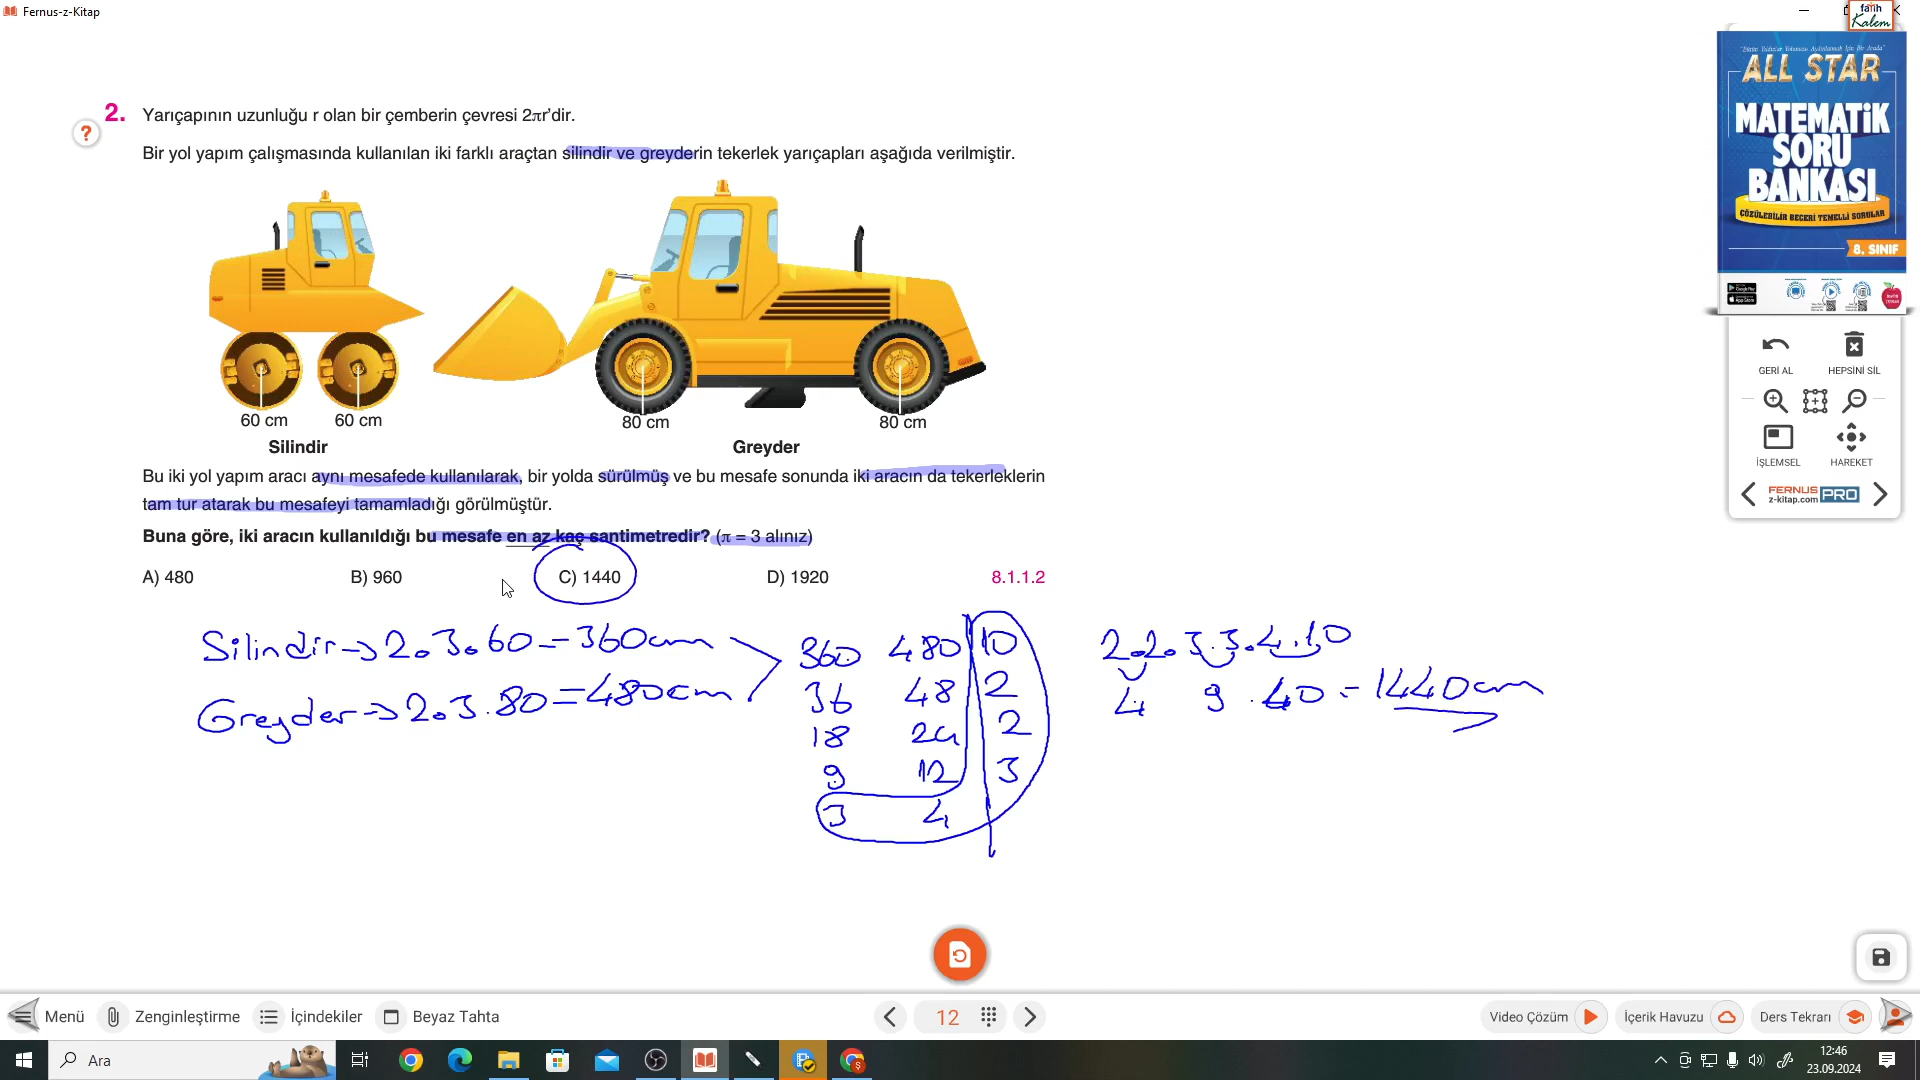 Fernus-z-Kitap
fatih
Kalem
2.
Yarıçapının uzunluğu r olan bir çemberin çevresi 2πr'dir.
?
Bir yol yapım çalışmasında kullanılan iki farklı araçtan silindir ve greyderin tekerlek yarıçapları aşağıda verilmiştir.
60 cm 60 cm
80 cm 80 cm
Silindir Greyder
Bu iki yol yapım aracı aynı mesafede kullanılarak, bir yolda sürülmüş ve bu mesafe sonunda iki aracın da tekerleklerin
tam tur atarak bu mesafeyi tamamladığı görülmüştür.
Buna göre, iki aracın kullanıldığı bu mesafe en az kaç santimetredir? (π = 3 alınız)
A) 480 B) 960 C) 1440 D) 1920 8.1.1.2
Silindir→2.3.60=360cm
Greyder→2.3.80=480cm
360 480 10
36 48 2
18 24 2
9 12 3
3 4
2.2.3.3.4.10
4 9.40=1440cm
ALL STAR
MATEMATİK
SORU
BANKASI
ÇÖZÜLEBİLİR BECERİ TEMELLİ SORULAR
8. SINIF
GERİ AL HEPSİNİ SİL
İŞLEMSEL HAREKET
FERNUS
z-kitap.com
PRO
Menü Zenginleştirme İçindekiler Beyaz Tahta 12 Video Çözüm İçerik Havuzu Ders Tekrarı
Ara
12:46
23.09.2024